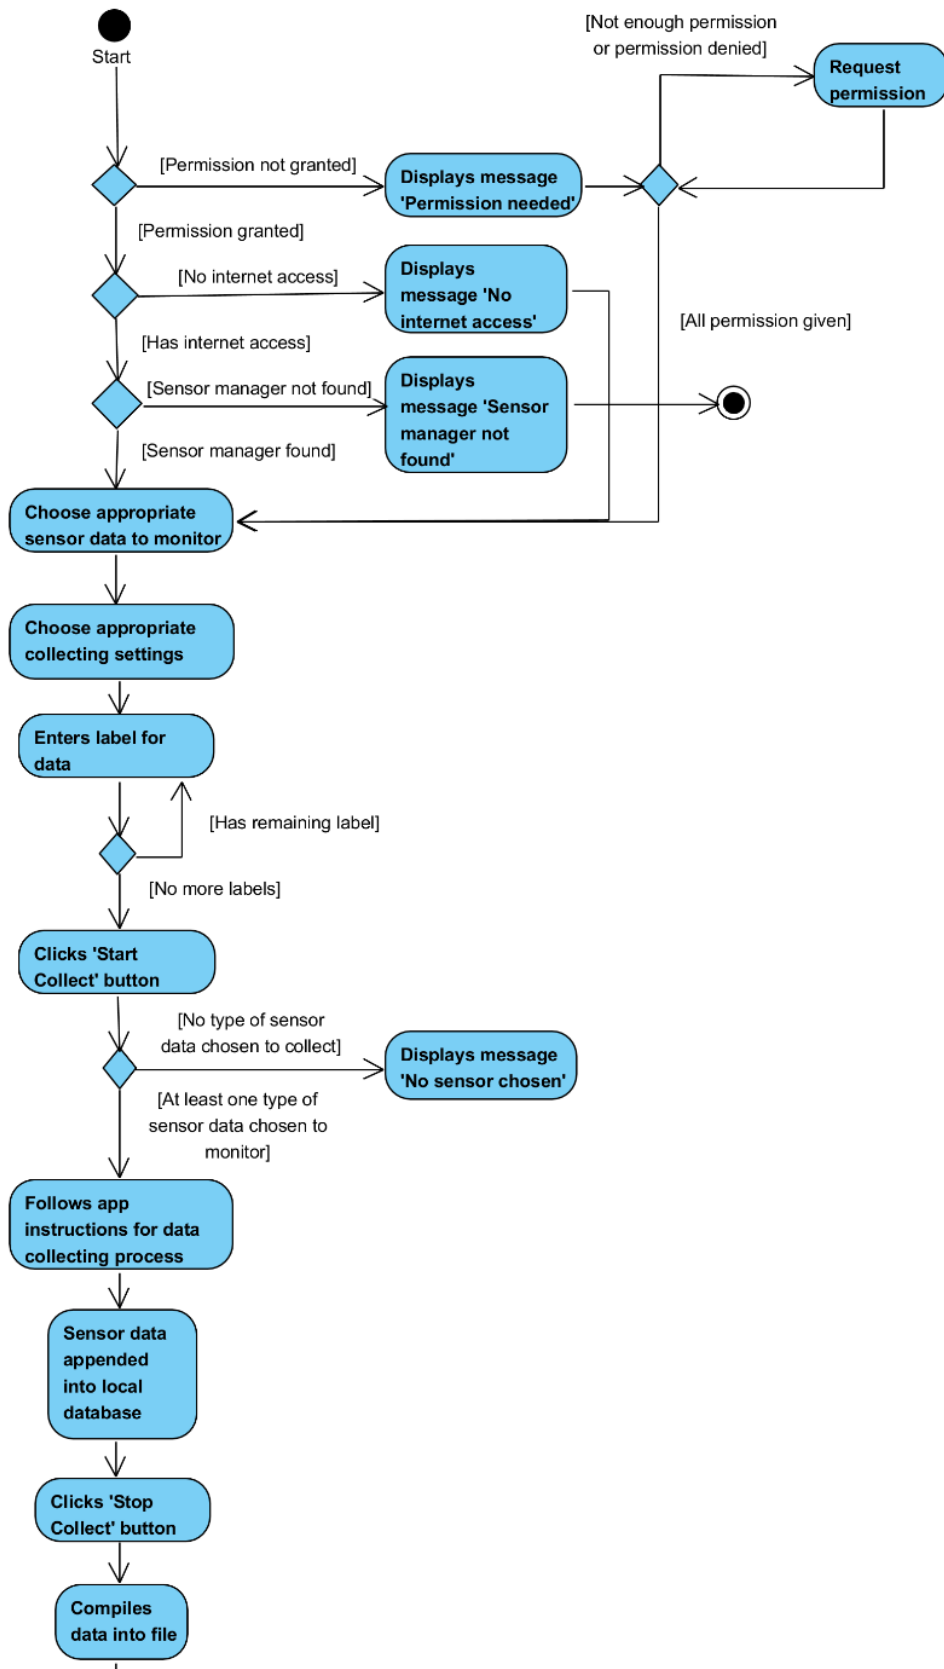 Start
[Not enough permission
or permission denied]
Request
permission
[Permission not granted]
Displays message
'Permission needed'
[Permission granted]
[No internet access]
Displays
message 'No
internet access'
[All permission given]
[Has internet access]
[Sensor manager not found]
Displays
message 'Sensor
manager not
found'
[Sensor manager found]
Choose appropriate
sensor data to monitor
Choose appropriate
collecting settings
Enters label for
data
[Has remaining label]
[No more labels]
Clicks 'Start
Collect' button
[No type of sensor
data chosen to collect]
Displays message
'No sensor chosen'
[At least one type of
sensor data chosen to
monitor]
Follows app
instructions for data
collecting process
Sensor data
appended
into local
database
Clicks 'Stop
Collect' button
Compiles
data into file